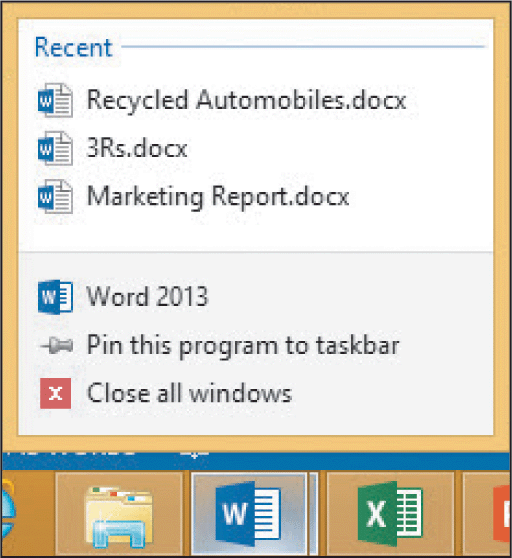 Recent
Recycled Automobiles.docx
3Rs.docx
Marketing Report.docx
Word 2013
Pin this program to taskbar
Close all windows